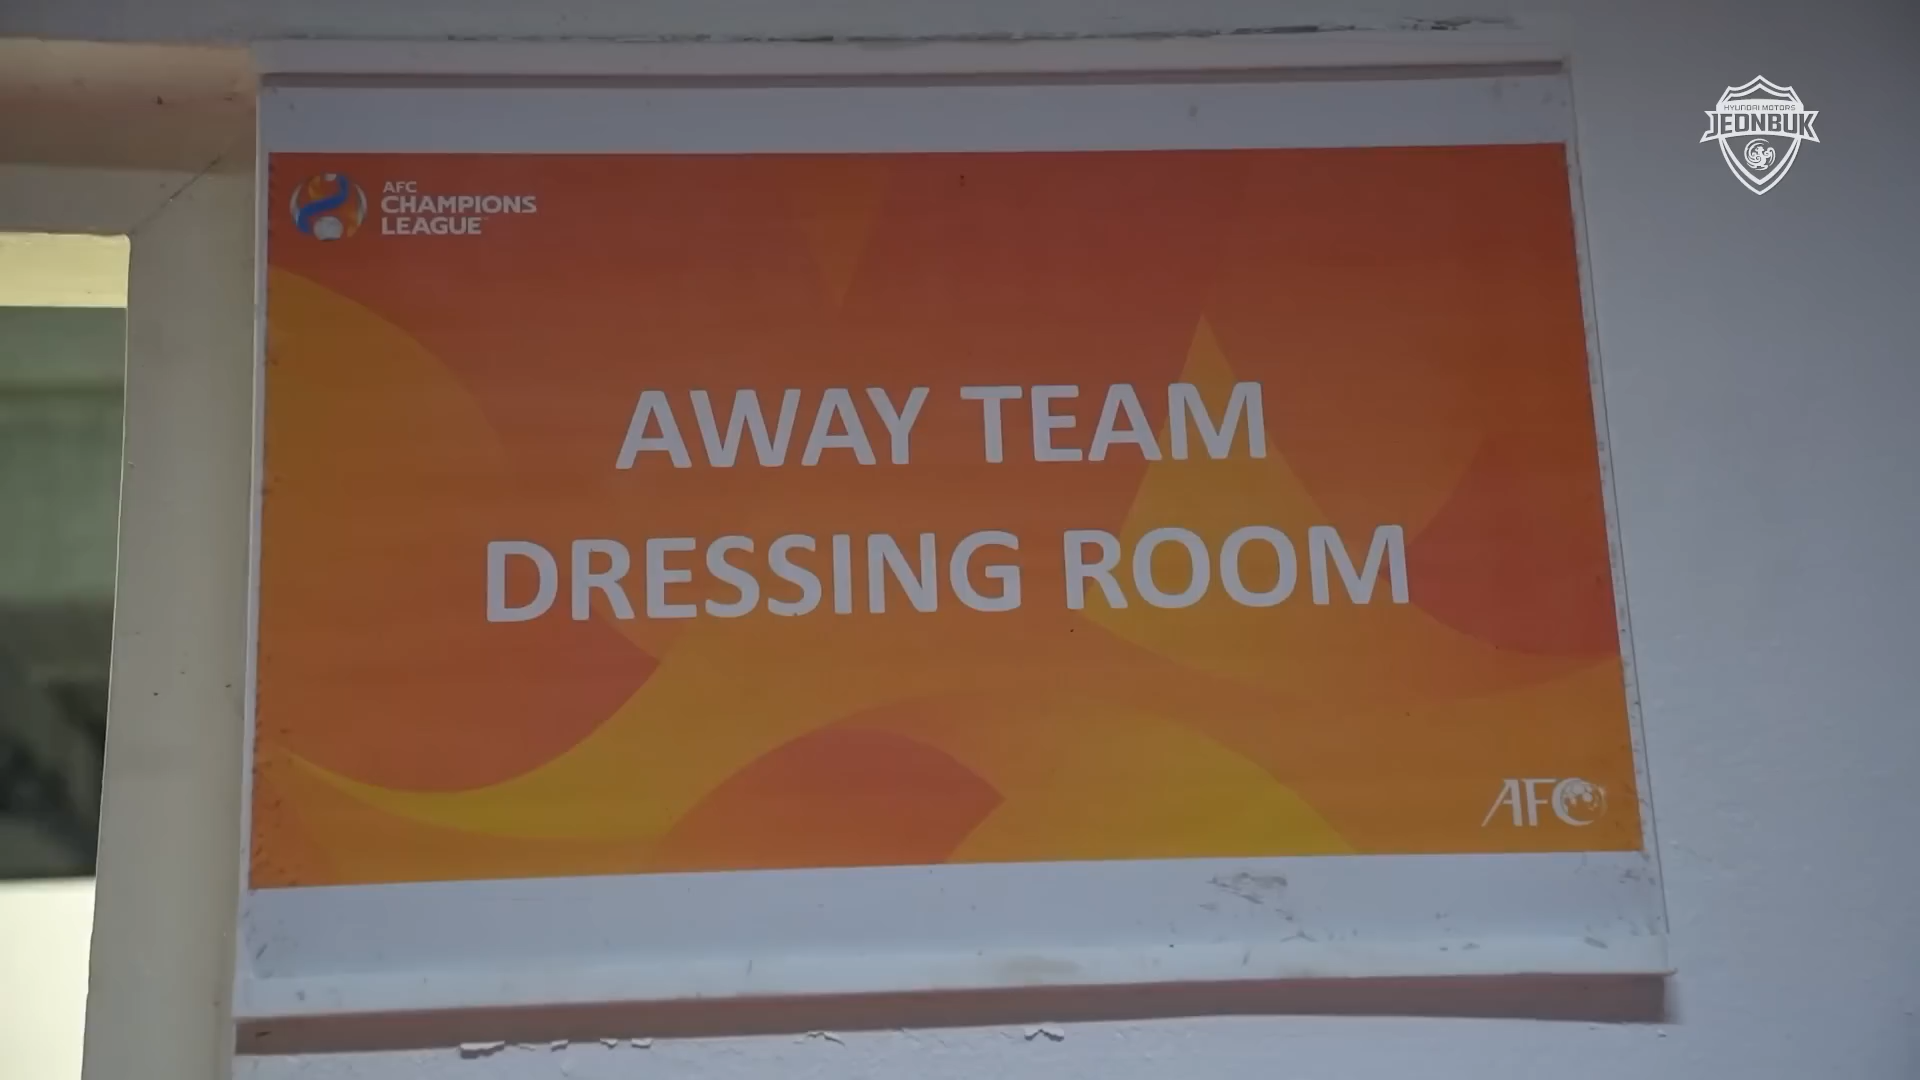 HYUNDAI MOTORS
JEONBUK
AFC
CHAMPIONS
LEAGUE
AWAY TEAM
DRESSING ROOM
AFC